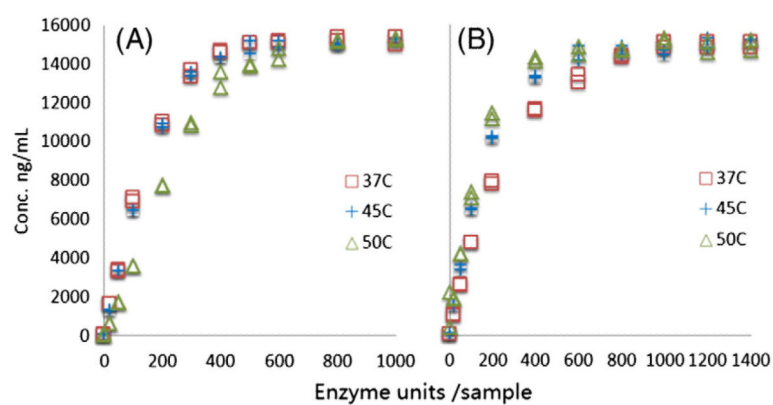 (A)
(B)
16000
14000
12000
10000
8000
6000
4000
2000
0
Conc. ng/mL
37C
45C
50C
37C
45C
50C
0 200 400 600 800 1000
0 200 400 600 800 1000 1200 1400
Enzyme units /sample